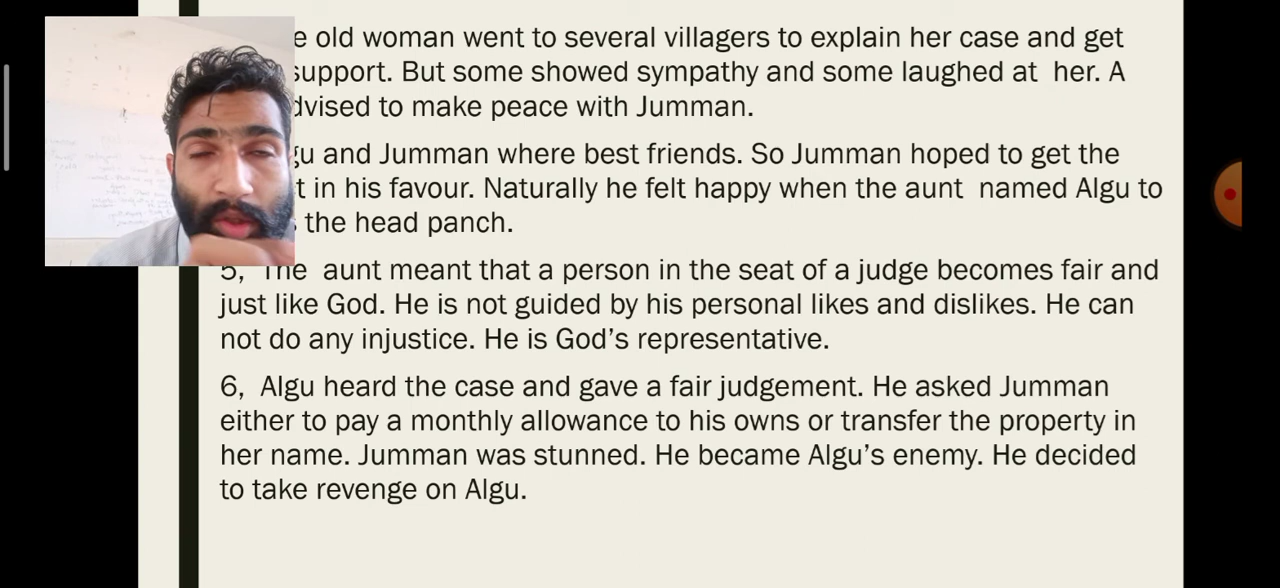 old woman went to several villagers to explain her case and get
support. But some showed sympathy and some laughed at her. A
to make peace with Jumman.
and Jumman where best friends. So Jumman hoped to get the
in his favour. Naturally he felt happy when the aunt named Algu to
the head panch.
5, The aunt meant that a person in the seat of a judge becomes fair and
just like God. He is not guided by his personal likes and dislikes. He can
not do any injustice. He is God’s representative.
6, Algu heard the case and gave a fair judgement. He asked Jumman
either to pay a monthly allowance to his owns or transfer the property in
her name. Jumman was stunned. He became Algu’s enemy. He decided
to take revenge on Algu.